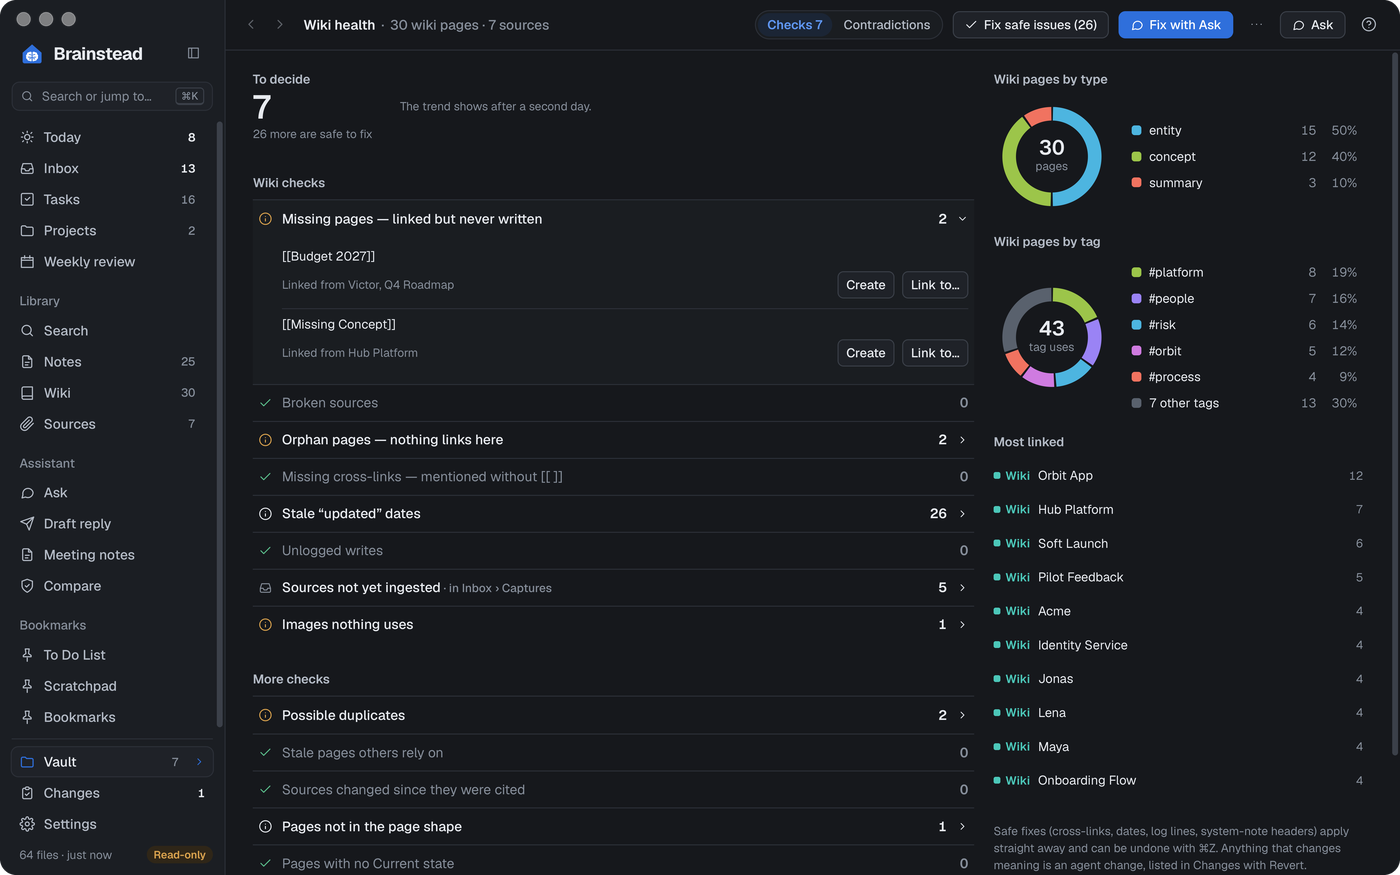 Brainstead
Search or jump to... ⌘K
Today 8
Inbox 13
Tasks 16
Projects 2
Weekly review
Library
Search
Notes 25
Wiki 30
Sources 7
Assistant
Ask
Draft reply
Meeting notes
Compare
Bookmarks
To Do List
Scratchpad
Bookmarks
Vault 7
Changes 1
Settings
64 files · just now Read-only
Wiki health · 30 wiki pages · 7 sources
Checks 7 Contradictions
Fix safe issues (26)
Fix with Ask
···
Ask
To decide
7
The trend shows after a second day.
26 more are safe to fix
Wiki checks
Missing pages — linked but never written 2
[[Budget 2027]]
Linked from Victor, Q4 Roadmap Create Link to...
[[Missing Concept]]
Linked from Hub Platform Create Link to...
Broken sources 0
Orphan pages — nothing links here 2
Missing cross-links — mentioned without [[ ]] 0
Stale “updated” dates 26
Unlogged writes 0
Sources not yet ingested · in Inbox › Captures 5
Images nothing uses 1
More checks
Possible duplicates 2
Stale pages others rely on 0
Sources changed since they were cited 0
Pages not in the page shape 1
Pages with no Current state 0
Wiki pages by type
30
pages
entity 15 50%
concept 12 40%
summary 3 10%
Wiki pages by tag
43
tag uses
#platform 8 19%
#people 7 16%
#risk 6 14%
#orbit 5 12%
#process 4 9%
7 other tags 13 30%
Most linked
Wiki Orbit App 12
Wiki Hub Platform 7
Wiki Soft Launch 6
Wiki Pilot Feedback 5
Wiki Acme 4
Wiki Identity Service 4
Wiki Jonas 4
Wiki Lena 4
Wiki Maya 4
Wiki Onboarding Flow 4
Safe fixes (cross-links, dates, log lines, system-note headers) apply
straight away and can be undone with ⌘Z. Anything that changes
meaning is an agent change, listed in Changes with Revert.